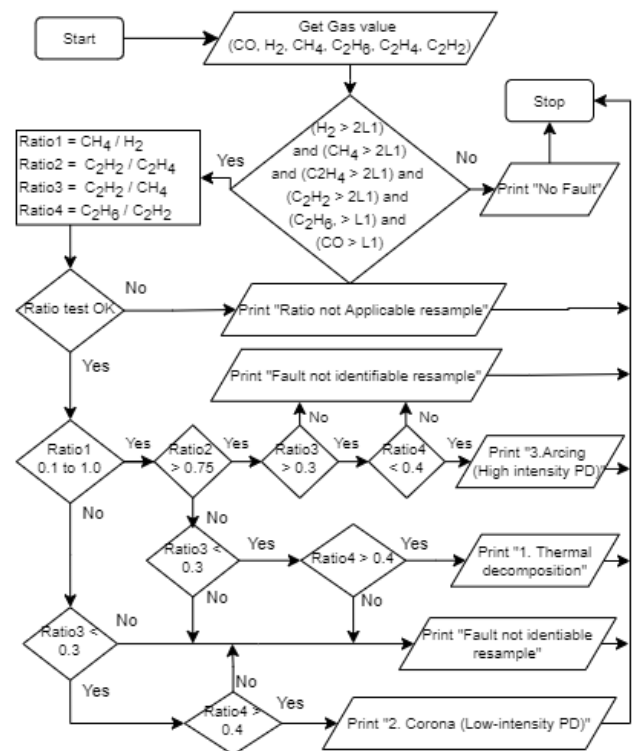 Start
Get Gas value
(CO, H2, CH4, C2H6, C2H4, C2H2)
Stop
(H2 > 2L1)
and (CH4 > 2L1)
and (C2H4 > 2L1) and
(C2H2 > 2L1) and
(C2H6, > L1) and
(CO > L1)
Yes
No
Ratio1 = CH4 / H2
Ratio2 = C2H2 / C2H4
Ratio3 = C2H2 / CH4
Ratio4 = C2H6 / C2H2
Print "No Fault"
Ratio test OK
No
Print "Ratio not Applicable resample"
Yes
Print "Fault not identifiable resample"
No
No
Ratio1
0.1 to 1.0
Yes
Ratio2
> 0.75
Yes
Ratio3
> 0.3
Yes
Ratio4
< 0.4
Yes
Print "3.Arcing
(High intensity PD)"
No
No
Ratio3 <
0.3
Yes
Ratio4 > 0.4
Yes
Print "1. Thermal
decomposition"
No
No
Ratio3 <
0.3
No
Print "Fault not identiable
resample"
Yes
No
Ratio4 >
0.4
Yes
Print "2. Corona (Low-intensity PD)"